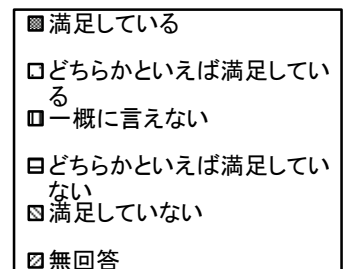 満足している
どちらかといえば満足してい
る
一概に言えない
どちらかといえば満足してい
ない
満足していない
無回答